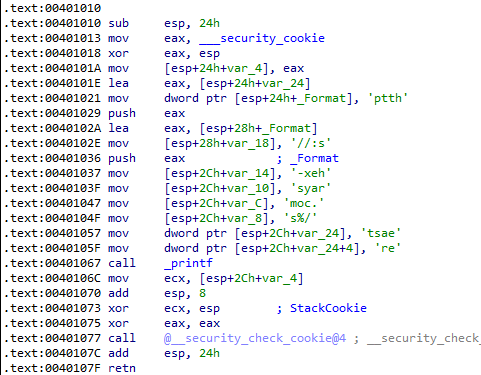 .text:00401010
.text:00401010 sub esp, 24h
.text:00401013 mov eax, ___security_cookie
.text:00401018 xor eax, esp
.text:0040101A mov [esp+24h+var_4], eax
.text:0040101E lea eax, [esp+24h+var_24]
.text:00401021 mov dword ptr [esp+24h+_Format], 'ptth'
.text:00401029 push eax
.text:0040102A lea eax, [esp+28h+_Format]
.text:0040102E mov [esp+28h+var_18], '//:s'
.text:00401036 push eax ; _Format
.text:00401037 mov [esp+2Ch+var_14], '-xeh'
.text:0040103F mov [esp+2Ch+var_10], 'syar'
.text:00401047 mov [esp+2Ch+var_C], 'moc.'
.text:0040104F mov [esp+2Ch+var_8], 's%/'
.text:00401057 mov dword ptr [esp+2Ch+var_24], 'tsae'
.text:0040105F mov dword ptr [esp+2Ch+var_24+4], 're'
.text:00401067 call _printf
.text:0040106C mov ecx, [esp+2Ch+var_4]
.text:00401070 add esp, 8
.text:00401073 xor ecx, esp ; StackCookie
.text:00401075 xor eax, eax
.text:00401077 call @__security_check_cookie@4 ; __security_check_
.text:0040107C add esp, 24h
.text:0040107F retn